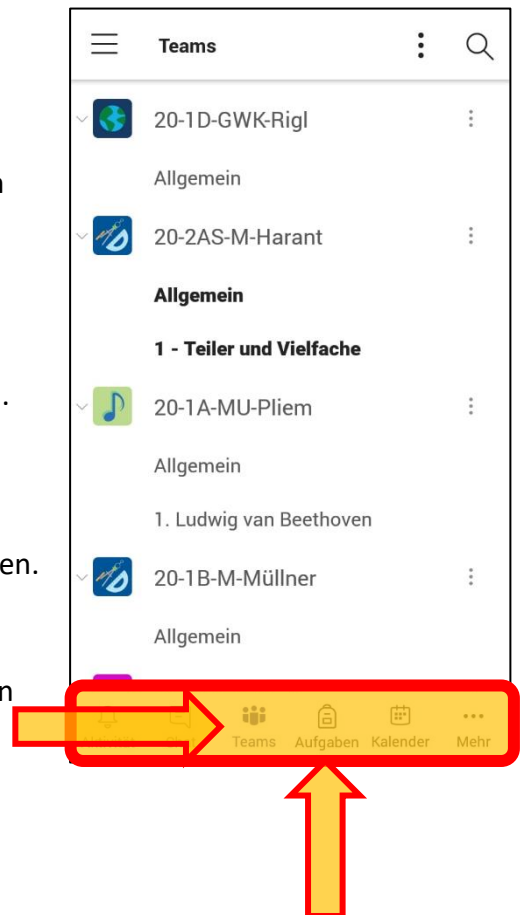 Teams
20-1D-GWK-Rigl
Allgemein
n
20-2AS-M-Harant
Allgemein
1 - Teiler und Vielfache
.
20-1A-MU-Pliem
Allgemein
1. Ludwig van Beethoven
en.
20-1B-M-Müllner
Allgemein
n
Teams Aufgaben Kalender Mehr